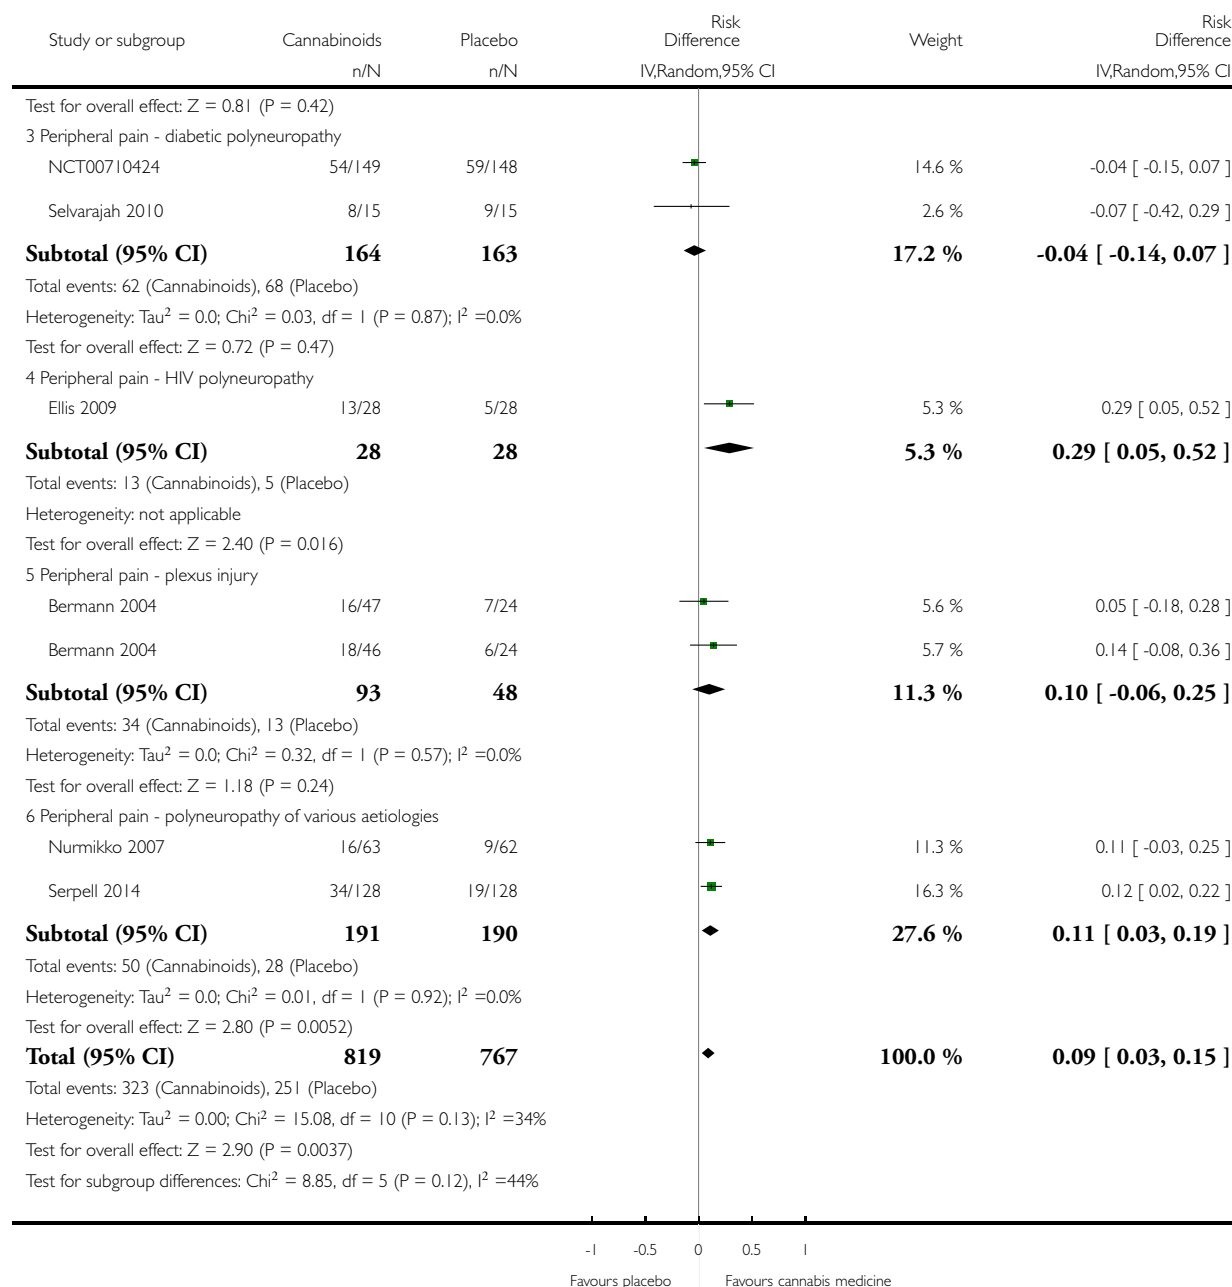 Study or subgroup Cannabinoids Placebo Risk Difference Weight Risk Difference
n/N n/N IV,Random,95% CI IV,Random,95% CI
Test for overall effect: Z = 0.81 (P = 0.42)
3 Peripheral pain - diabetic polyneuropathy
NCT00710424 54/149 59/148 14.6 % -0.04 [ -0.15, 0.07 ]
Selvarajah 2010 8/15 9/15 2.6 % -0.07 [ -0.42, 0.29 ]
Subtotal (95% CI) 164 163 17.2 % -0.04 [ -0.14, 0.07 ]
Total events: 62 (Cannabinoids), 68 (Placebo)
Heterogeneity: Tau² = 0.0; Chi² = 0.03, df = 1 (P = 0.87); I² =0.0%
Test for overall effect: Z = 0.72 (P = 0.47)
4 Peripheral pain - HIV polyneuropathy
Ellis 2009 13/28 5/28 5.3 % 0.29 [ 0.05, 0.52 ]
Subtotal (95% CI) 28 28 5.3 % 0.29 [ 0.05, 0.52 ]
Total events: 13 (Cannabinoids), 5 (Placebo)
Heterogeneity: not applicable
Test for overall effect: Z = 2.40 (P = 0.016)
5 Peripheral pain - plexus injury
Bermann 2004 16/47 7/24 5.6 % 0.05 [ -0.18, 0.28 ]
Bermann 2004 18/46 6/24 5.7 % 0.14 [ -0.08, 0.36 ]
Subtotal (95% CI) 93 48 11.3 % 0.10 [ -0.06, 0.25 ]
Total events: 34 (Cannabinoids), 13 (Placebo)
Heterogeneity: Tau² = 0.0; Chi² = 0.32, df = 1 (P = 0.57); I² =0.0%
Test for overall effect: Z = 1.18 (P = 0.24)
6 Peripheral pain - polyneuropathy of various aetiologies
Nurmikko 2007 16/63 9/62 11.3 % 0.11 [ -0.03, 0.25 ]
Serpell 2014 34/128 19/128 16.3 % 0.12 [ 0.02, 0.22 ]
Subtotal (95% CI) 191 190 27.6 % 0.11 [ 0.03, 0.19 ]
Total events: 50 (Cannabinoids), 28 (Placebo)
Heterogeneity: Tau² = 0.0; Chi² = 0.01, df = 1 (P = 0.92); I² =0.0%
Test for overall effect: Z = 2.80 (P = 0.0052)
Total (95% CI) 819 767 100.0 % 0.09 [ 0.03, 0.15 ]
Total events: 323 (Cannabinoids), 251 (Placebo)
Heterogeneity: Tau² = 0.00; Chi² = 15.08, df = 10 (P = 0.13); I² =34%
Test for overall effect: Z = 2.90 (P = 0.0037)
Test for subgroup differences: Chi² = 8.85, df = 5 (P = 0.12), I² =44%
-1 -0.5 0 0.5 1
Favours placebo Favours cannabis medicine